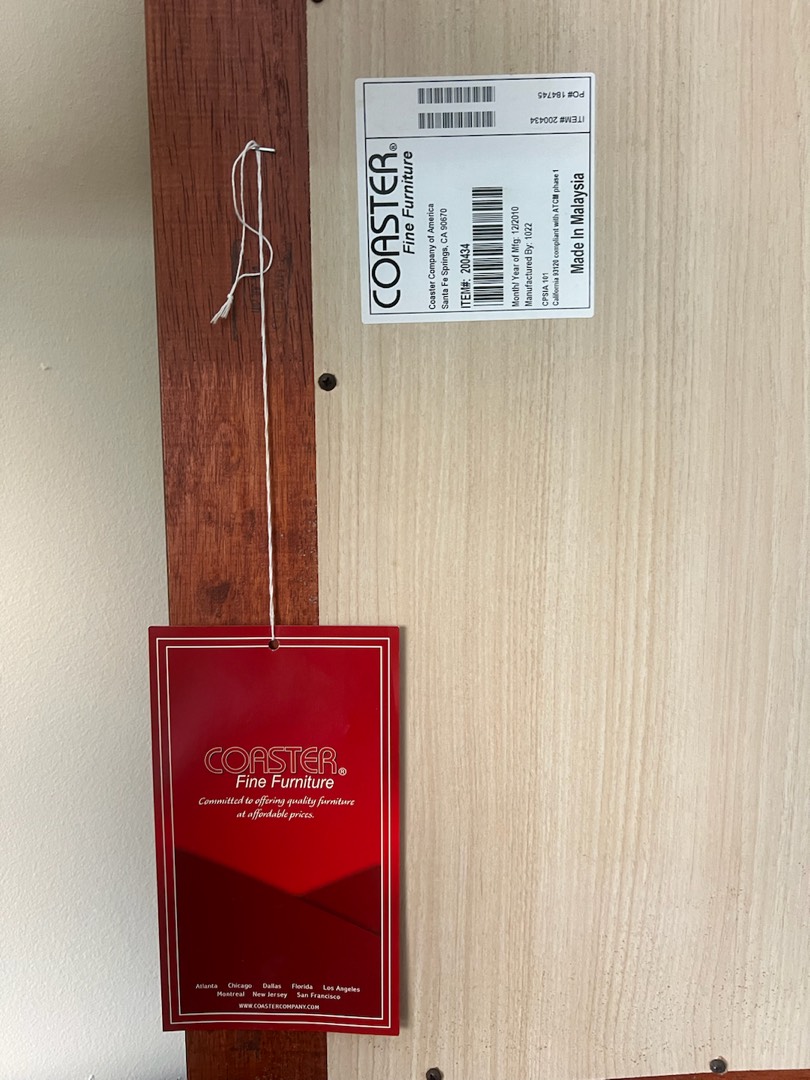 COASTER®
Fine Furniture
Coaster Company of America
Santa Fe Springs, CA 90670
ITEM#: 200434
Month/ Year of Mfg: 12/2010
Manufactured By: 1022
CPSIA 101
California 93120 compliant with ATCM phase 1
Made In Malaysia
ITEM# 200434
PO# 184745
COASTER®
Fine Furniture
Committed to offering quality furniture
at affordable prices.
Atlanta Chicago Dallas Florida Los Angeles
Montreal New Jersey San Francisco
WWW.COASTERCOMPANY.COM